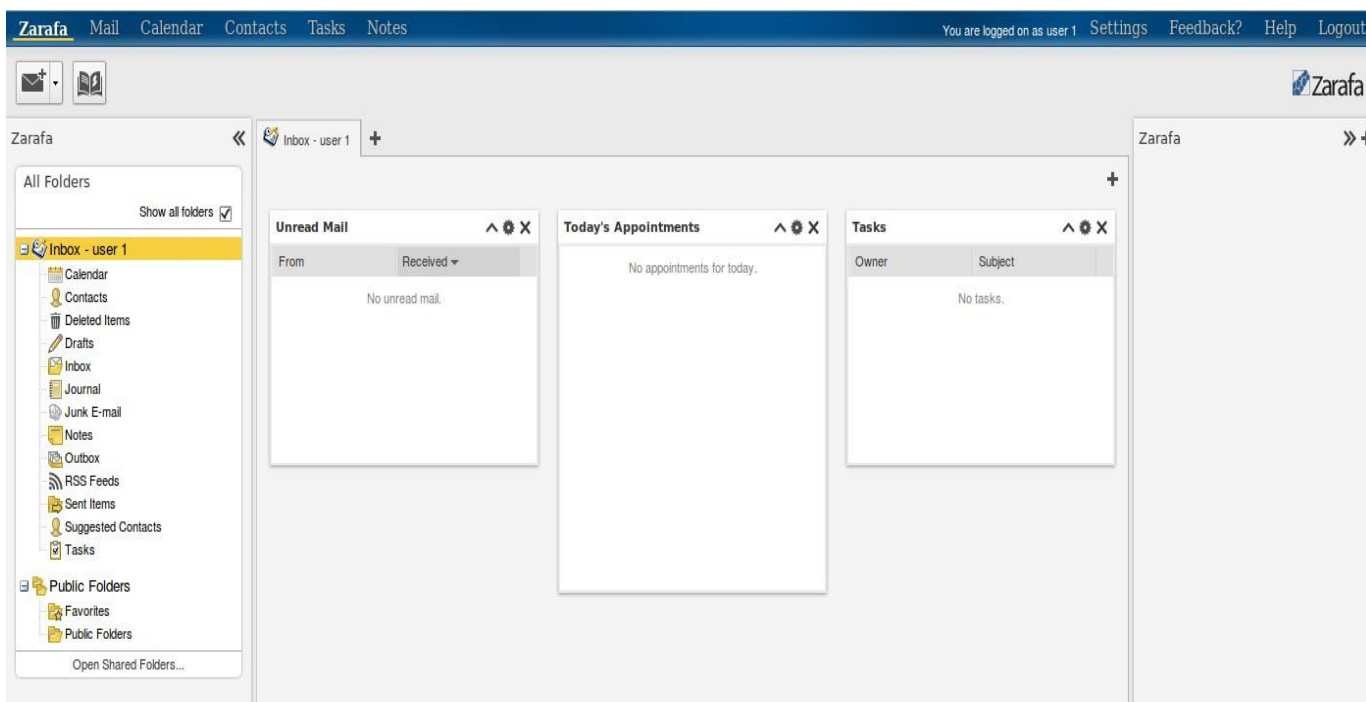 Zarafa Mail Calendar Contacts Tasks Notes You are logged on as user 1 Settings Feedback? Help Logout
Zarafa
Zarafa
Inbox - user 1
Zarafa
All Folders
Show all folders
Inbox - user 1
Calendar
Contacts
Deleted Items
Drafts
Inbox
Journal
Junk E-mail
Notes
Outbox
RSS Feeds
Sent Items
Suggested Contacts
Tasks
Public Folders
Favorites
Public Folders
Open Shared Folders...
Unread Mail
From Received
No unread mail.
Today's Appointments
No appointments for today.
Tasks
Owner Subject
No tasks.